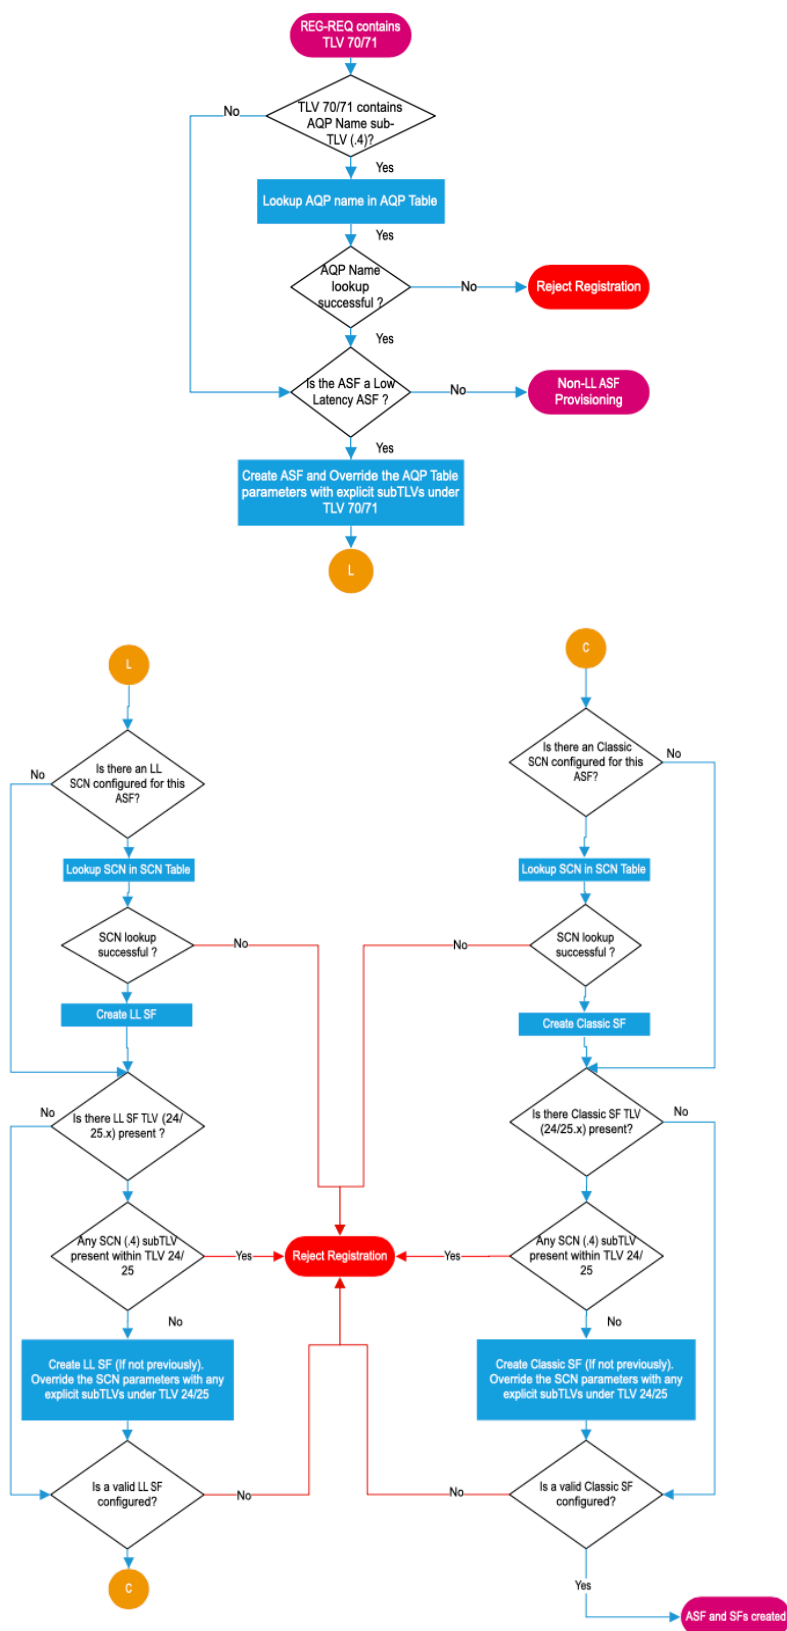 REG-REQ contains
TLV 70/71
No
TLV 70/71 contains
AQP Name sub-
TLV (.4)?
Yes
Lookup AQP name in AQP Table
Yes
AQP Name
lookup
successful ?
No
Reject Registration
Yes
Is the ASF a Low
Latency ASF ?
No
Non-LL ASF
Provisioning
Yes
Create ASF and Override the AQP Table
parameters with explicit subTLVs under
TLV 70/71
L
L
No
Is there an LL
SCN configured for this
ASF?
Lookup SCN in SCN Table
SCN lookup
successful ?
No
Create LL SF
No
Is there LL SF TLV (24/
25.x) present ?
Any SCN (.4) subTLV
present within TLV 24/
25
Yes
Reject Registration
No
Create LL SF (If not previously).
Override the SCN parameters with any
explicit subTLVs under TLV 24/25
Is a valid LL SF
configured?
No
C
C
Is there an Classic
SCN configured for this
ASF?
No
Lookup SCN in SCN Table
SCN lookup
successful ?
No
Create Classic SF
Is there Classic SF TLV
(24/25.x) present?
No
Any SCN (.4) subTLV
present within TLV 24/
25
Yes
No
Create Classic SF (If not previously).
Override the SCN parameters with any
explicit subTLVs under TLV 24/25
Is a valid Classic SF
configured?
No
Yes
ASF and SFs created